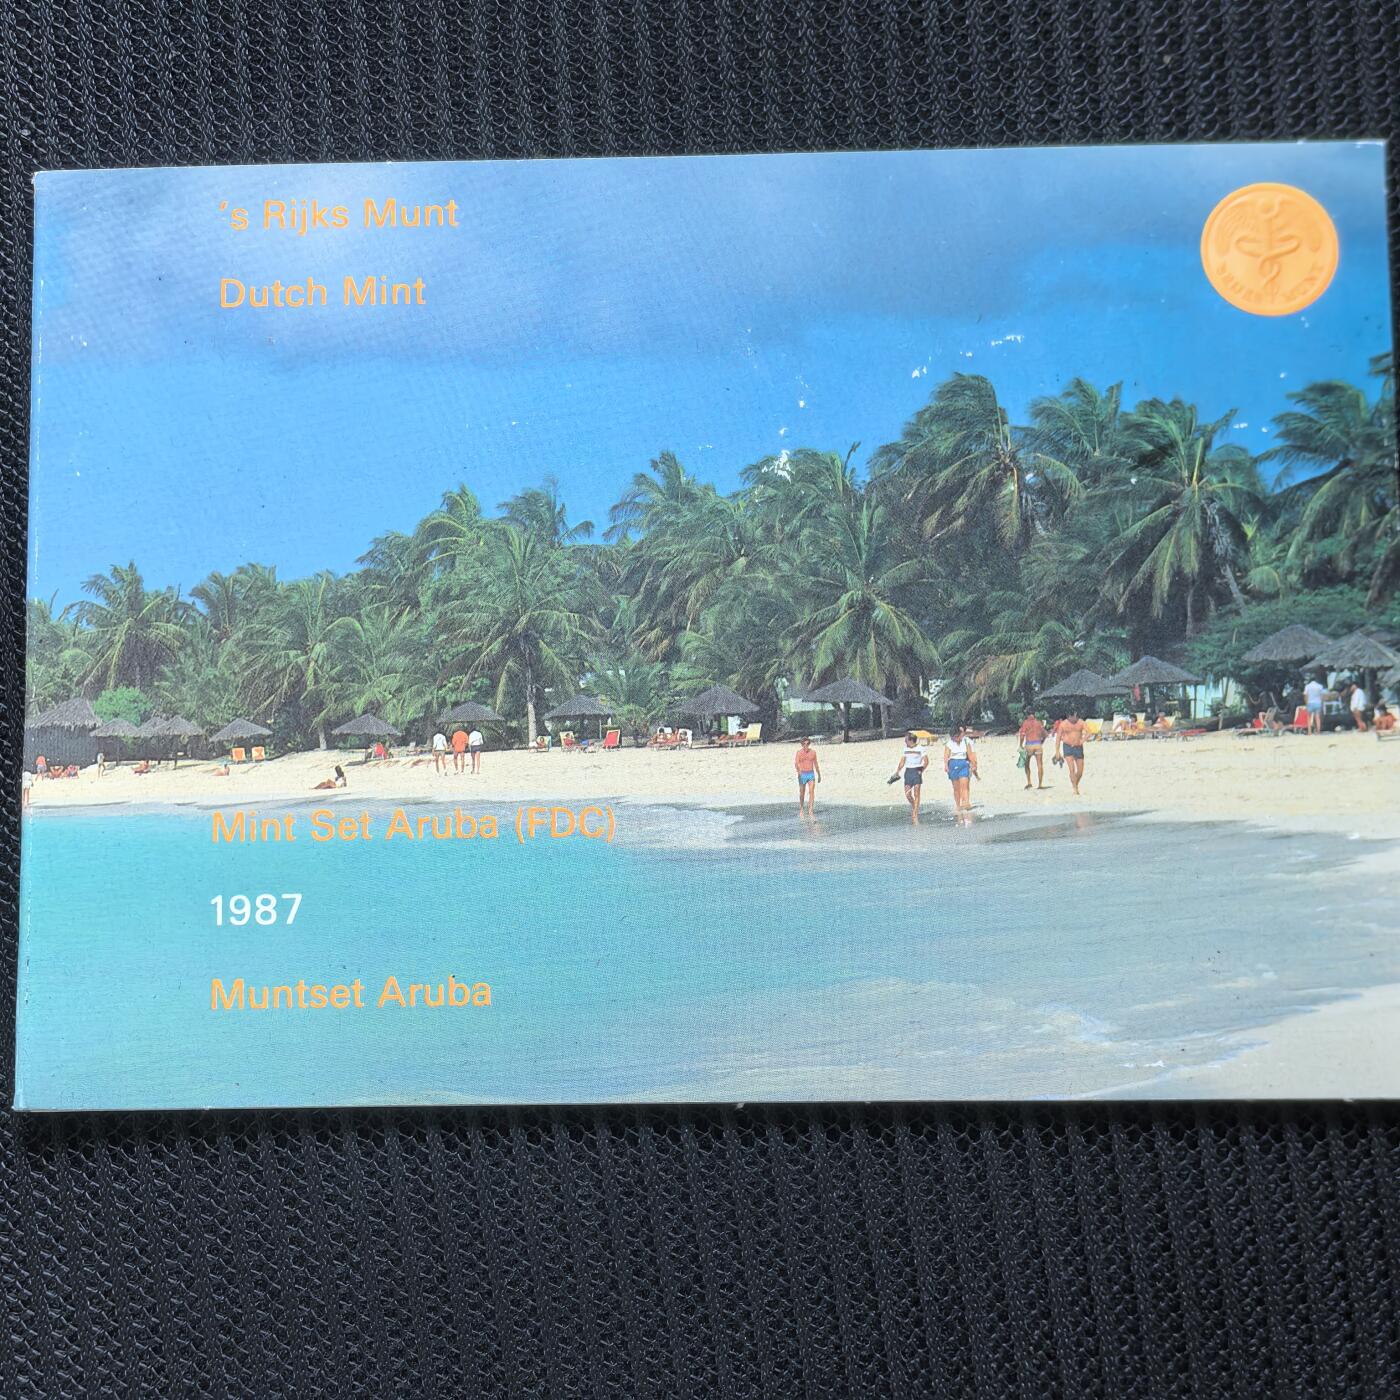 's Rijks Munt
Dutch Mint
Mint Set Aruba (FDC)
1987
Muntset Aruba